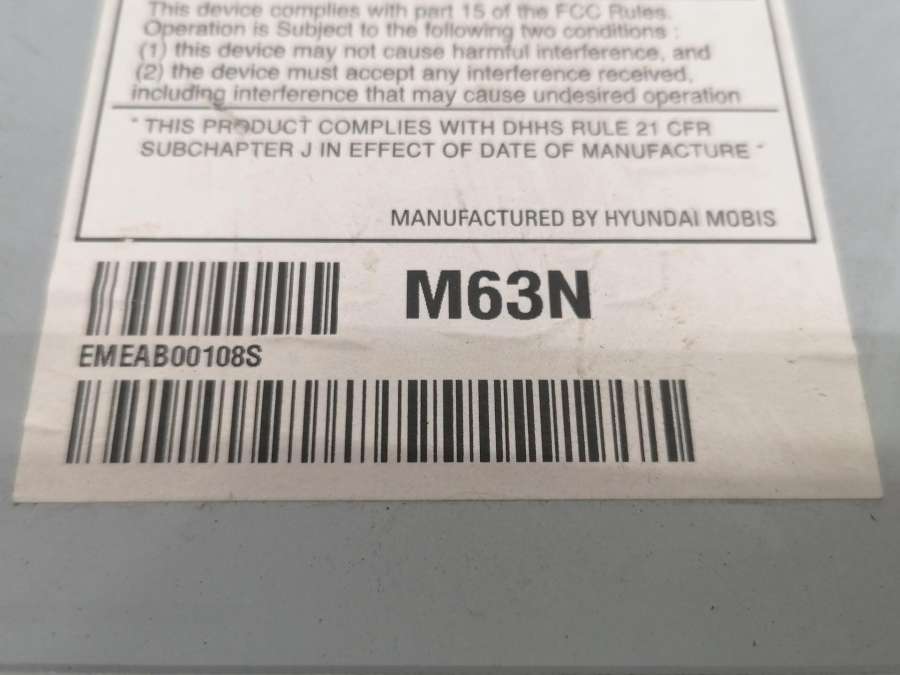 This device complies with part 15 of the FCC Rules.
Operation is Subject to the following two conditions :
(1) this device may not cause harmful interference, and
(2) the device must accept any interference received,
including interference that may cause undesired operation
" THIS PRODUCT COMPLIES WITH DHHS RULE 21 CFR
SUBCHAPTER J IN EFFECT OF DATE OF MANUFACTURE "
MANUFACTURED BY HYUNDAI MOBIS
M63N
EMEAB00108S